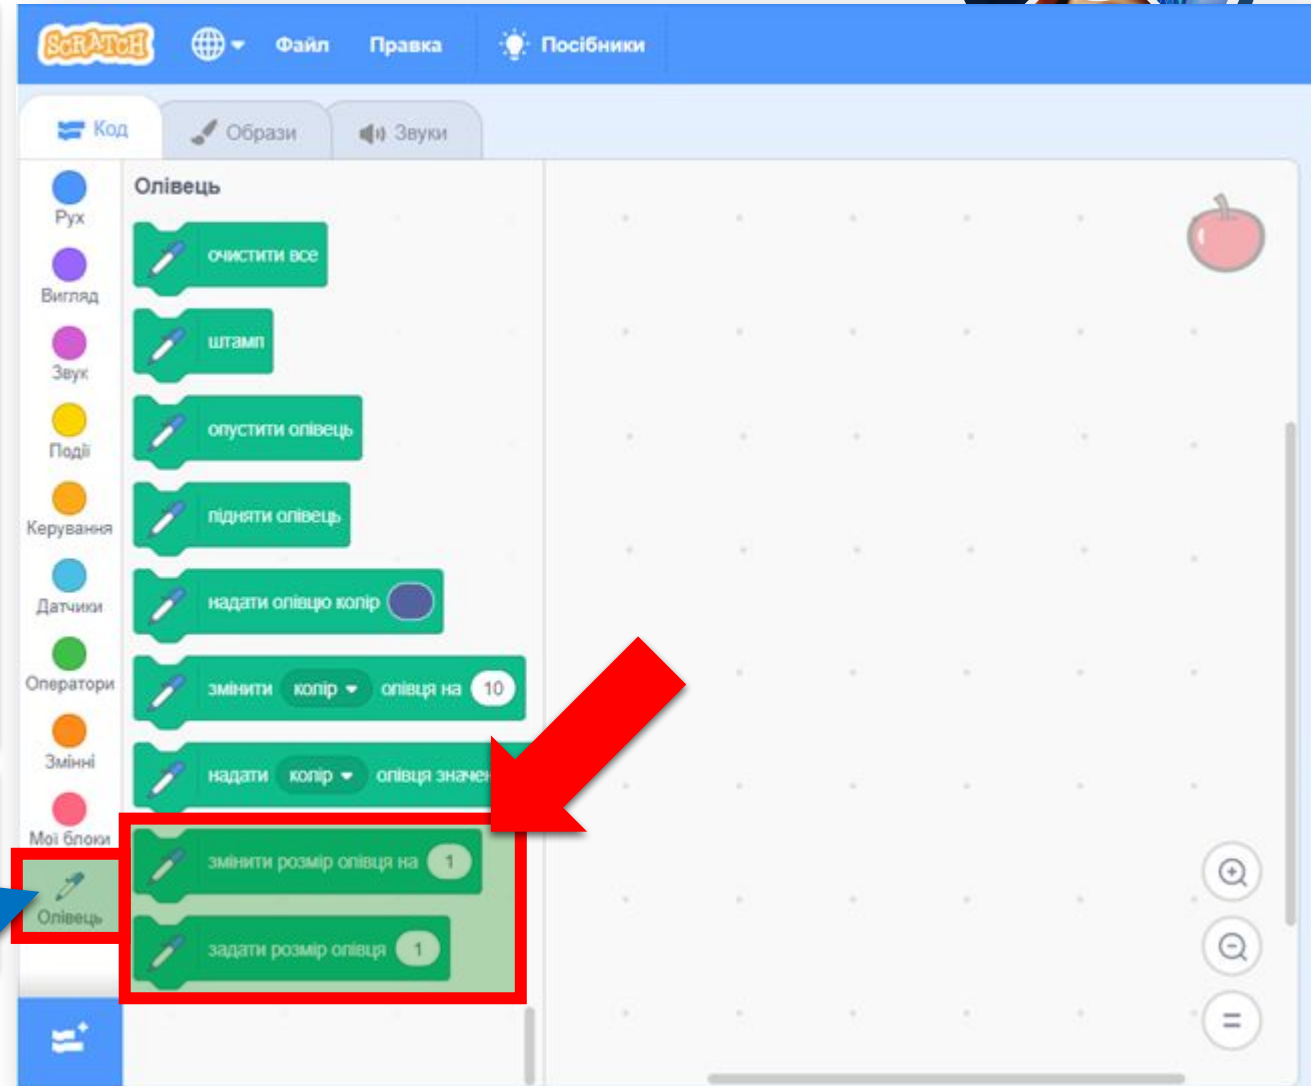 SCRATCH Файл Правка Посібники
Код Образи Звуки
Рух
Вигляд
Звук
Події
Керування
Датчики
Оператори
Змінні
Мої блоки
Олівець
Олівець
очистити все
штамп
опустити олівець
підняти олівець
надати олівцю колір
змінити колір олівця на 10
надати колір олівця
змінити розмір олівця на 1
задати розмір олівця 1